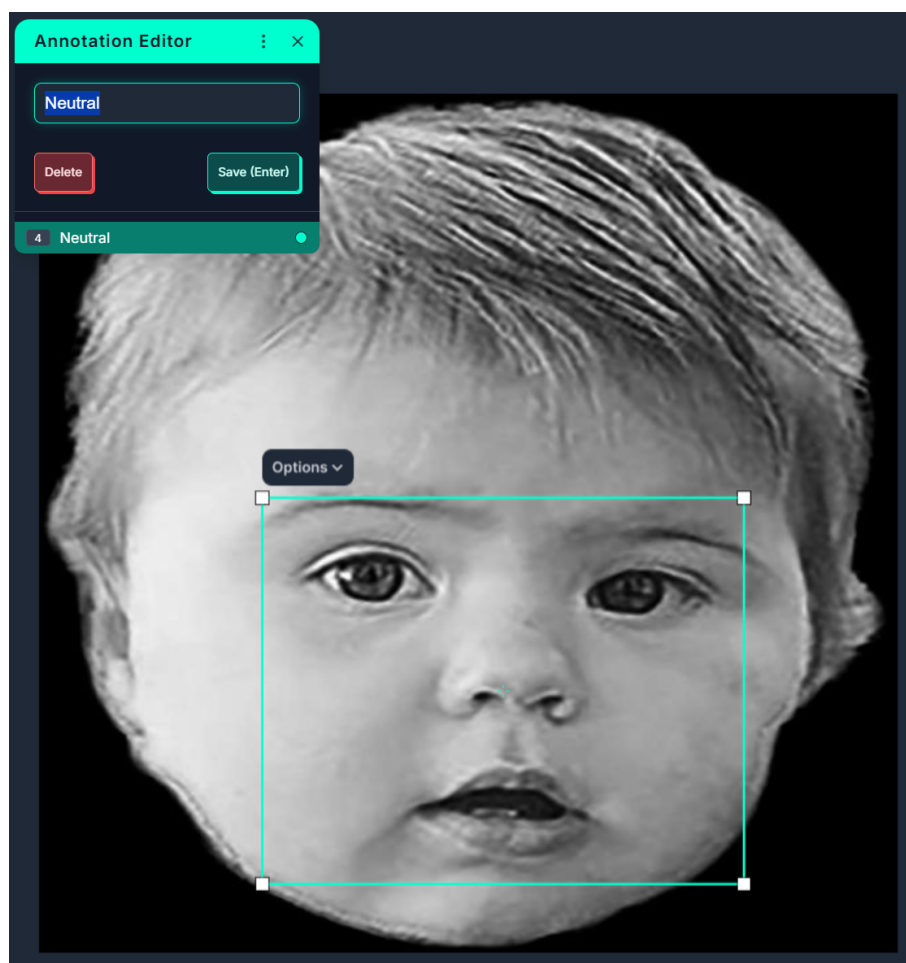 Annotation Editor
Neutral
Delete
Save (Enter)
4 Neutral
Options